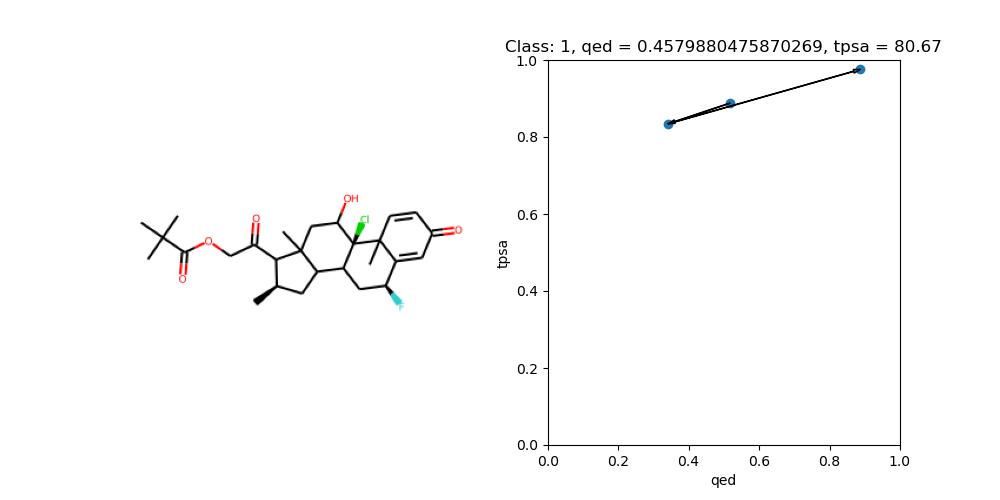 Class: 1, qed = 0.4579880475870269, tpsa = 80.67
1.0
0.8
0.6
0.4
0.2
0.0
tpsa
0.0 0.2 0.4 0.6 0.8 1.0
qed
OH
Cl
O
O
O
O
F